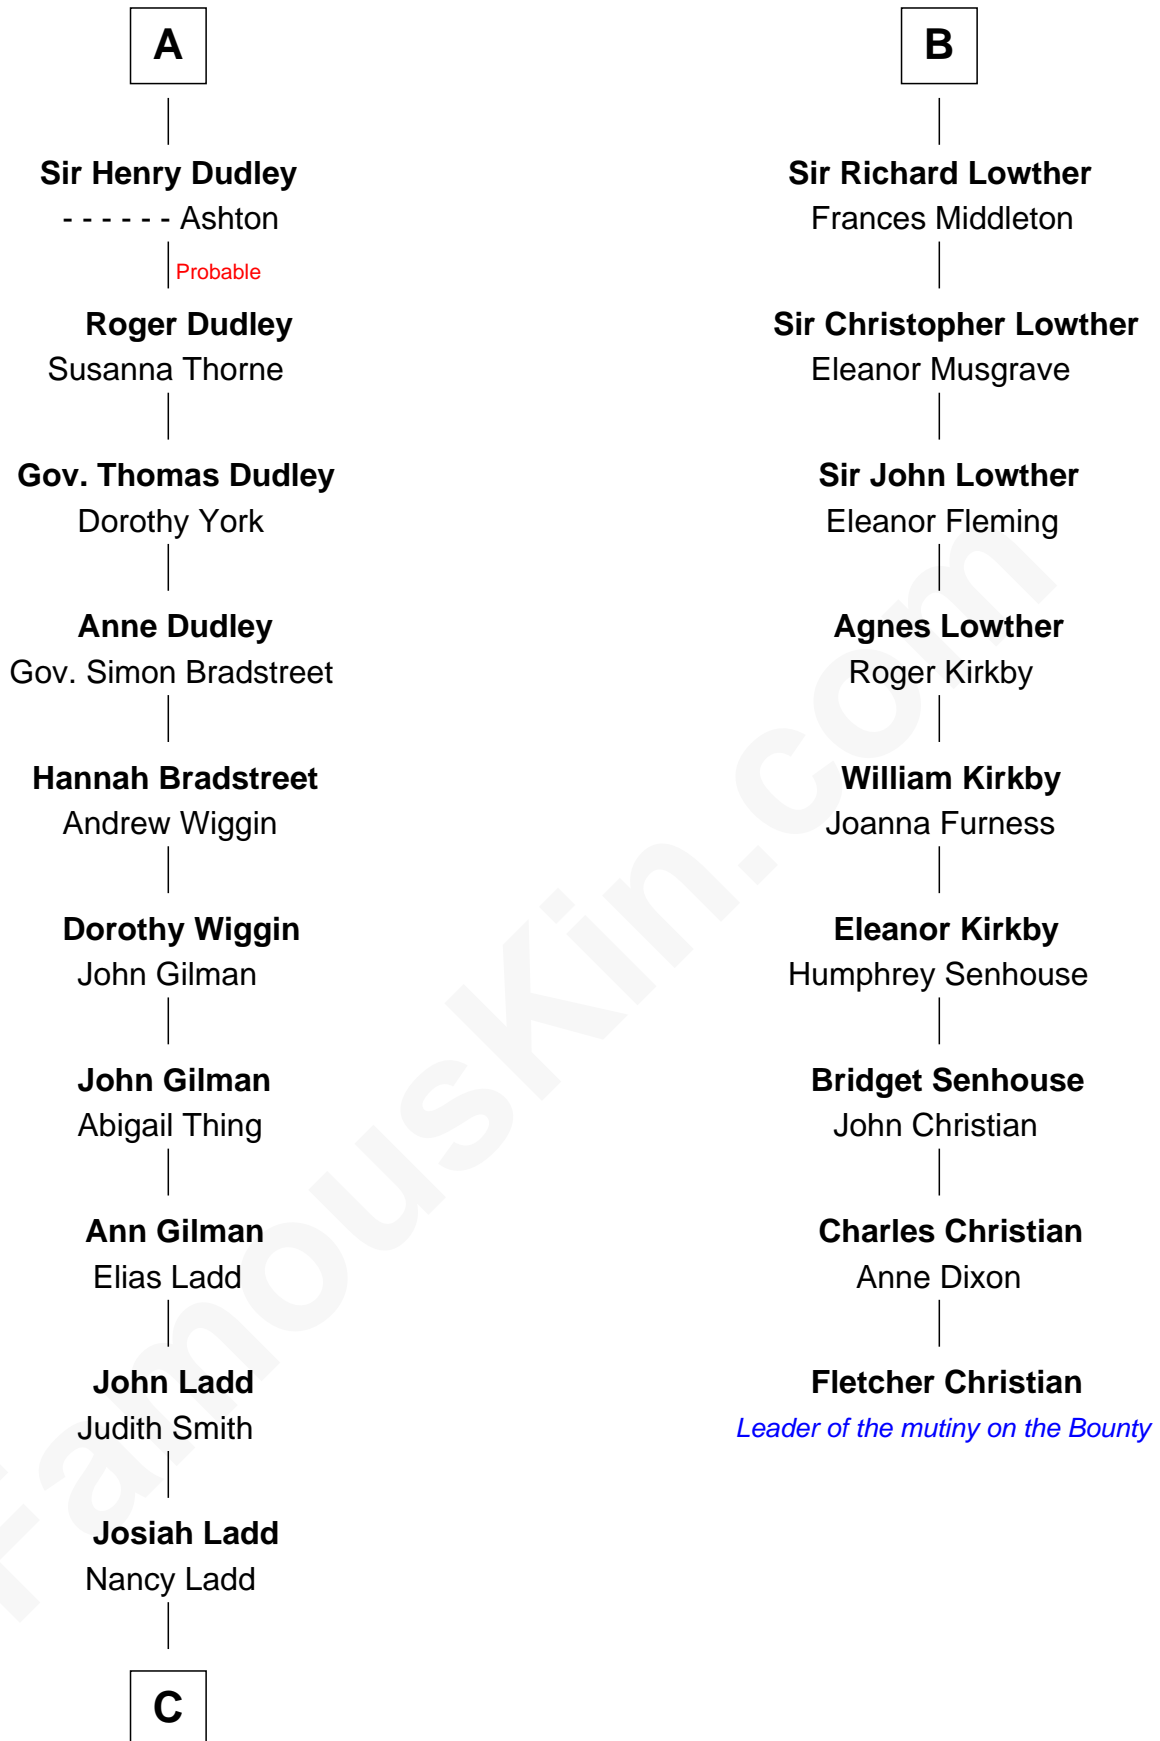 A
Sir Henry Dudley
- - - - - - Ashton
Probable
Roger Dudley
Susanna Thorne
Gov. Thomas Dudley
Dorothy York
Anne Dudley
Gov. Simon Bradstreet
Hannah Bradstreet
Andrew Wiggin
Dorothy Wiggin
John Gilman
John Gilman
Abigail Thing
Ann Gilman
Elias Ladd
John Ladd
Judith Smith
Josiah Ladd
Nancy Ladd
C
B
Sir Richard Lowther
Frances Middleton
Sir Christopher Lowther
Eleanor Musgrave
Sir John Lowther
Eleanor Fleming
Agnes Lowther
Roger Kirkby
William Kirkby
Joanna Furness
Eleanor Kirkby
Humphrey Senhouse
Bridget Senhouse
John Christian
Charles Christian
Anne Dixon
Fletcher Christian
Leader of the mutiny on the Bounty
FamousKin.com